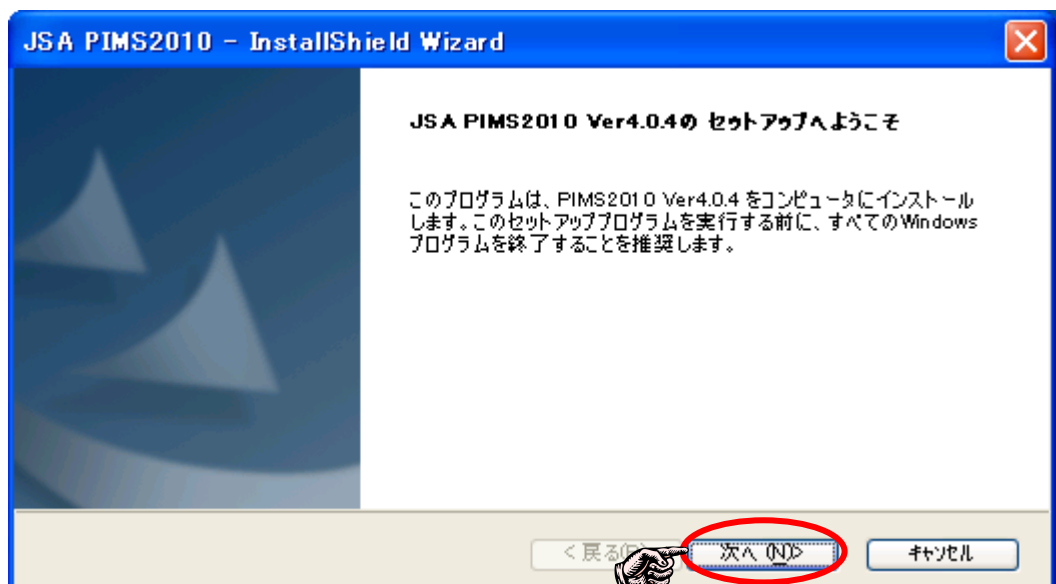 JSA PIMS2010 - InstallShield Wizard
JSA PIMS2010 Ver4.0.4の セットアップへようこそ
このプログラムは、PIMS2010 Ver4.0.4 をコンピュータにインストール
します。このセットアッププログラムを実行する前に、すべてのWindows
プログラムを終了することを推奨します。
< 戻る
次へ (N)>
キャンセル